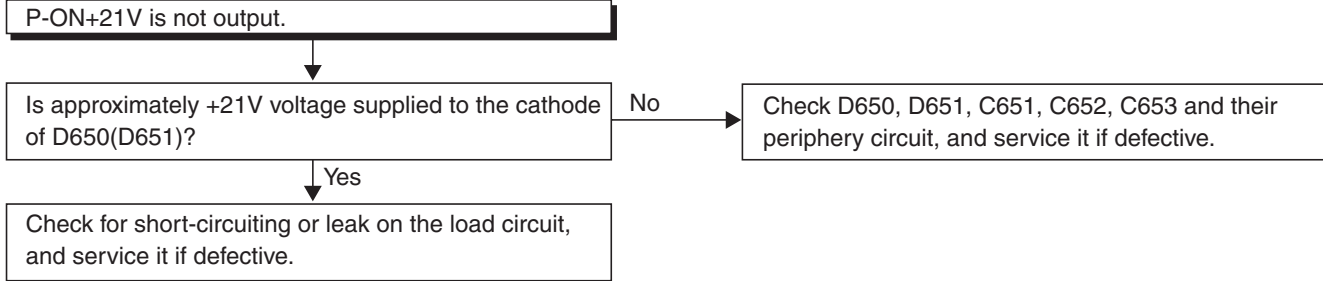 P-ON+21V is not output.
Is approximately +21V voltage supplied to the cathode
of D650(D651)?
No
Check D650, D651, C651, C652, C653 and their
periphery circuit, and service it if defective.
Yes
Check for short-circuiting or leak on the load circuit,
and service it if defective.